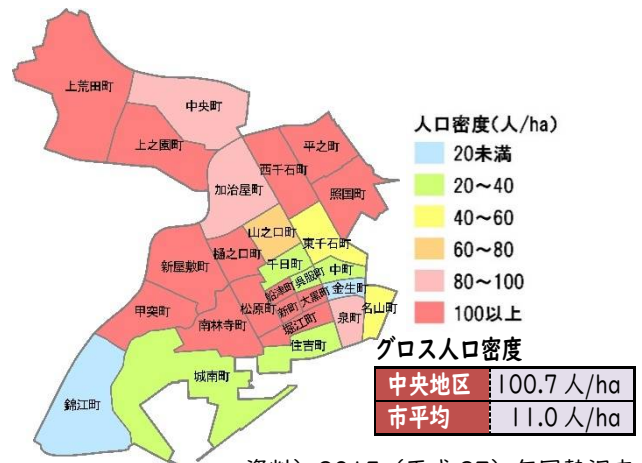 上荒田町
中央町
上之園町
平之町
西千石町
照国町
加治屋町
山之口町
東千石町
新屋敷町
樋之口町
千日町
中町
呉服町
金生町
船津町
大黒町
名山町
甲突町
松原町
新町
泉町
南林寺町
堀江町
住吉町
城南町
錦江町
人口密度(人/ha)
20未満
20～40
40～60
60～80
80～100
100以上
グロス人口密度
中央地区 100.7 人/ha
市平均 11.0 人/ha